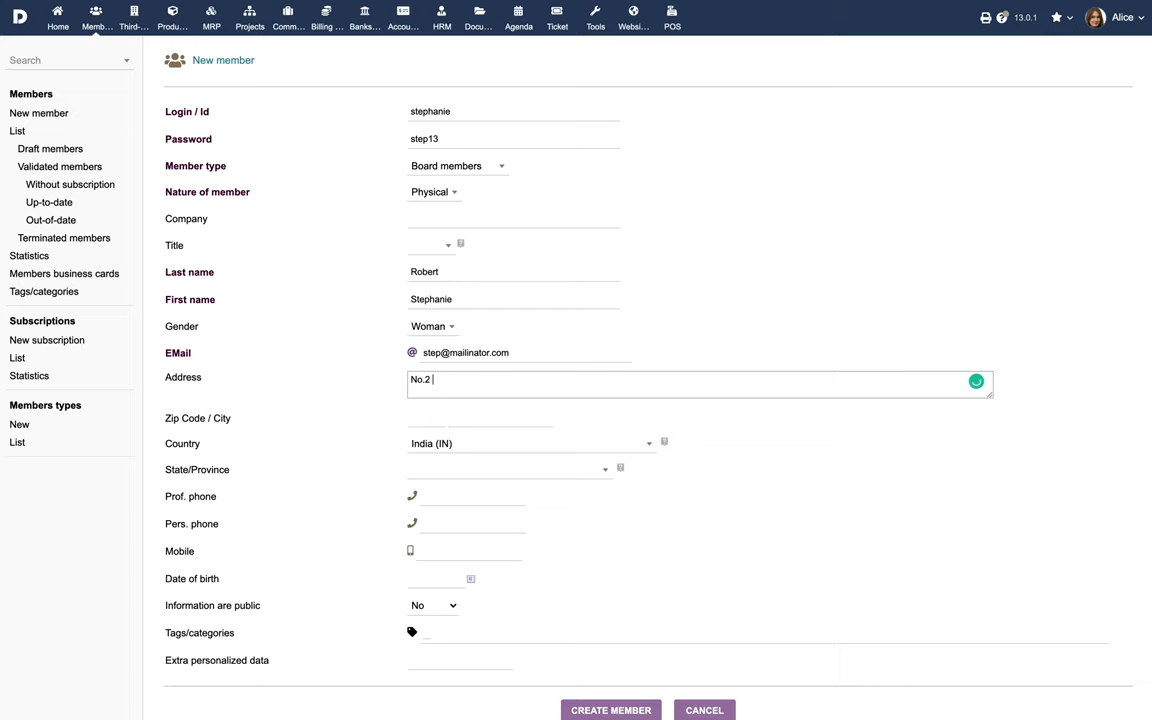 D
Home
Memb...
Third-...
Produ...
MRP
Projects
Comm...
Billing ...
Banks...
Accou...
HRM
Docu...
Agenda
Ticket
Tools
Websi...
POS
13.0.1
Alice
Search
New member
Members
New member
List
Draft members
Validated members
Without subscription
Up-to-date
Out-of-date
Terminated members
Statistics
Members business cards
Tags/categories
Subscriptions
New subscription
List
Statistics
Members types
New
List
Login / Id stephanie
Password step13
Member type Board members
Nature of member Physical
Company
Title
Last name Robert
First name Stephanie
Gender Woman
EMail @ step@mailinator.com
Address No.2
Zip Code / City
Country India (IN)
State/Province
Prof. phone
Pers. phone
Mobile
Date of birth
Information are public No
Tags/categories
Extra personalized data
CREATE MEMBER CANCEL